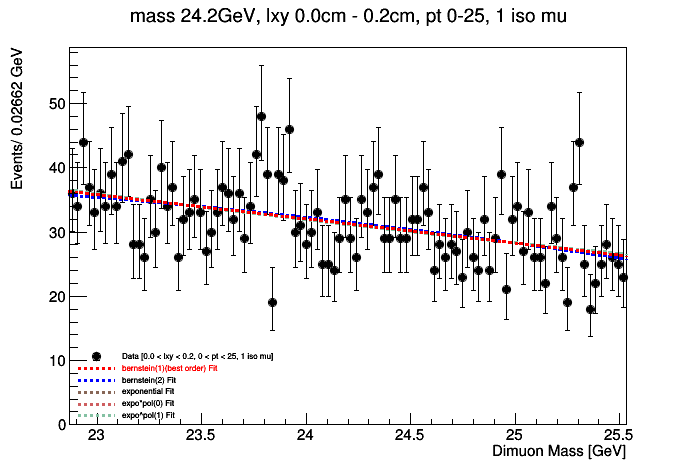 mass 24.2GeV, lxy 0.0cm - 0.2cm, pt 0-25, 1 iso mu
Events/ 0.02662 GeV
50
40
30
20
10
0
Data [0.0 < lxy < 0.2, 0 < pt < 25, 1 iso mu]
bernstein(1)(best order) Fit
bernstein(2) Fit
exponential Fit
expo*pol(0) Fit
expo*pol(1) Fit
23 23.5 24 24.5 25 25.5
Dimuon Mass [GeV]